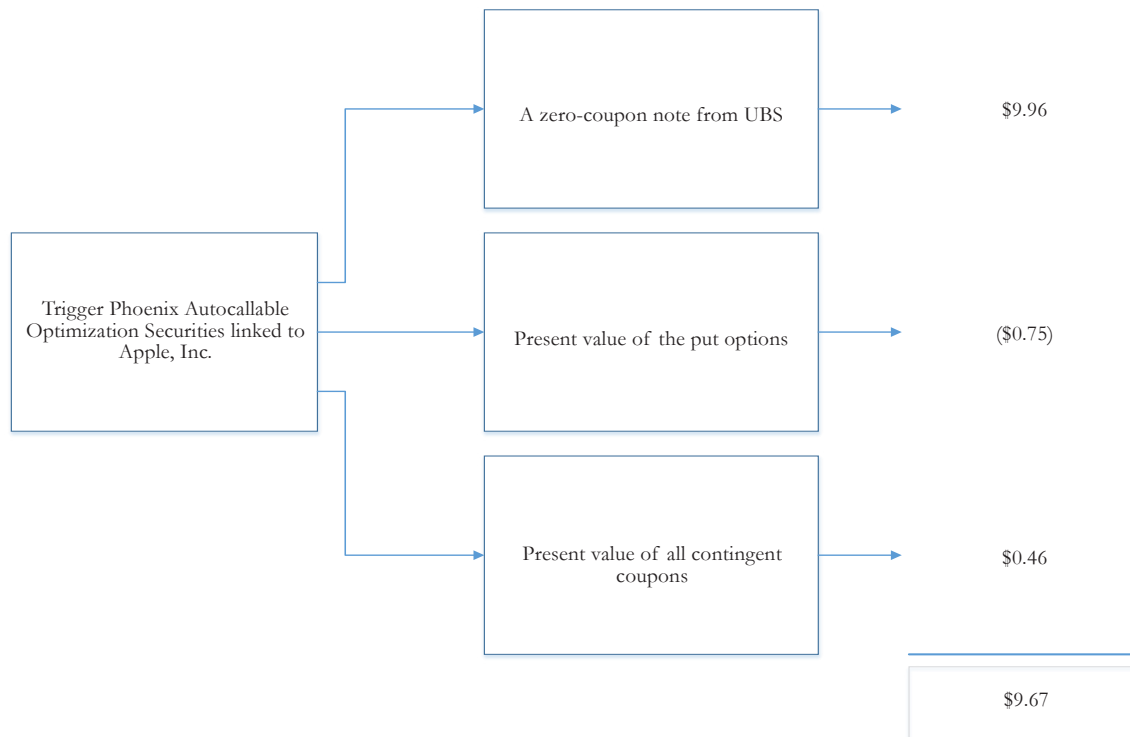 A zero-coupon note from UBS
$9.96
Trigger Phoenix Autocallable
Optimization Securities linked to
Apple, Inc.
Present value of the put options
($0.75)
Present value of all contingent
coupons
$0.46
$9.67